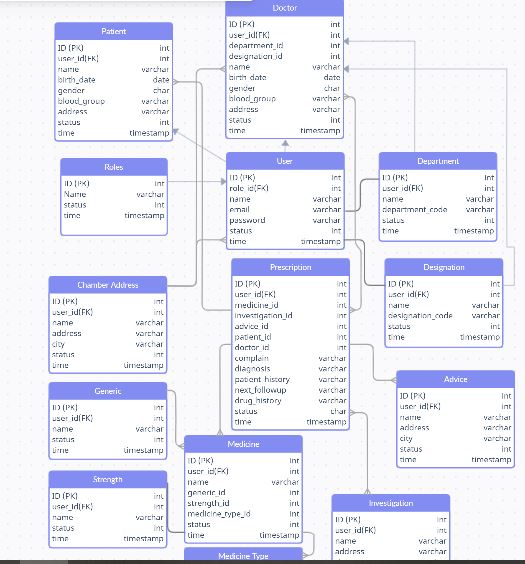 Doctor
ID (PK) int
user_id(FK) int
department_id int
designation_id int
name varchar
birth_date date
gender char
blood_group varchar
address varchar
status int
time timestamp
Patient
ID (PK) int
user_id(FK) int
name varchar
birth_date date
gender char
blood_group varchar
address varchar
status int
time timestamp
Roles
ID (PK) int
Name varchar
status int
time timestamp
User
ID (PK) int
role_id(FK) int
name varchar
email varchar
password varchar
status int
time timestamp
Department
ID (PK) int
user_id(FK) int
name varchar
department_code varchar
status int
time timestamp
Prescription
ID (PK) int
user_id(FK) int
medicine_id int
investigation_id int
advice_id int
patient_id int
doctor_id int
complain varchar
diagnosis varchar
patient_history varchar
next_followup varchar
drug_history varchar
status char
time timestamp
Designation
ID (PK) int
user_id(FK) int
name varchar
designation_code varchar
status int
time timestamp
Chamber Address
ID (PK) int
user_id(FK) int
name varchar
address varchar
city varchar
status int
time timestamp
Generic
ID (PK) int
user_id(FK) int
name varchar
status int
time timestamp
Advice
ID (PK) int
user_id(FK) int
name varchar
address varchar
city varchar
status int
time timestamp
Medicine
ID (PK) int
user_id(FK) int
name varchar
generic_id int
strength_id int
medicine_type_id int
status int
time timestamp
Strength
ID (PK) int
user_id(FK) int
name varchar
status int
time timestamp
Investigation
ID (PK) int
user_id(FK) int
name varchar
address varchar
Medicine Type